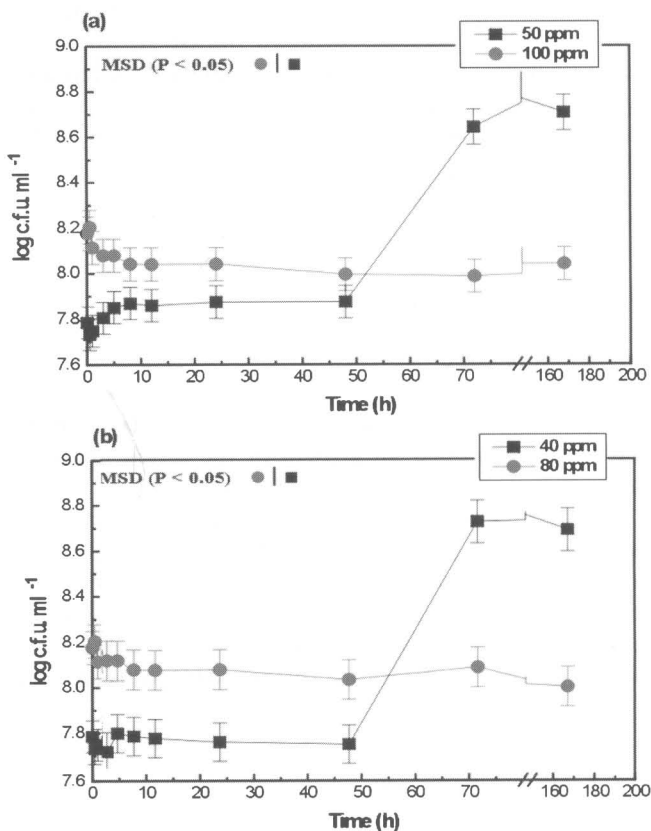 (a)
50 ppm
100 ppm
MSD (P < 0.05)
9.0
8.8
8.6
8.4
8.2
8.0
7.8
7.6
log c.f.u. ml -1
0 10 20 30 40 50 60 70 160 180 200
Time (h)
(b)
40 ppm
80 ppm
MSD (P < 0.05)
9.0
8.8
8.6
8.4
8.2
8.0
7.8
7.6
log c.f.u. ml -1
0 10 20 30 40 50 60 70 160 180 200
Time (h)